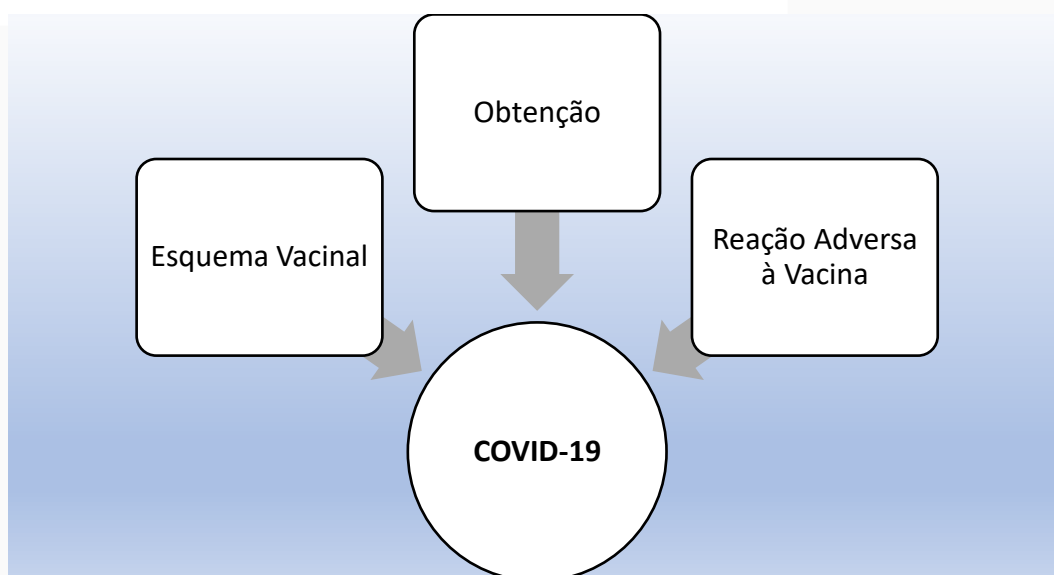 Obtenção
Esquema Vacinal
Reação Adversa
à Vacina
COVID-19